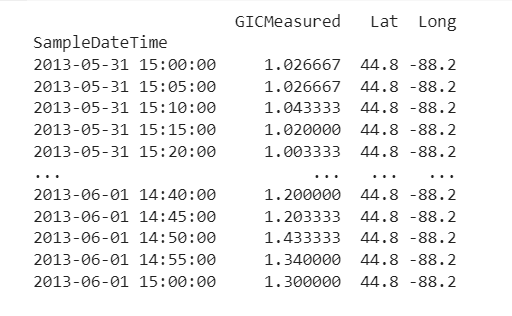 GICMeasured Lat Long
SampleDateTime
2013-05-31 15:00:00 1.026667 44.8 -88.2
2013-05-31 15:05:00 1.026667 44.8 -88.2
2013-05-31 15:10:00 1.043333 44.8 -88.2
2013-05-31 15:15:00 1.020000 44.8 -88.2
2013-05-31 15:20:00 1.003333 44.8 -88.2
... ... ... ...
2013-06-01 14:40:00 1.200000 44.8 -88.2
2013-06-01 14:45:00 1.203333 44.8 -88.2
2013-06-01 14:50:00 1.433333 44.8 -88.2
2013-06-01 14:55:00 1.340000 44.8 -88.2
2013-06-01 15:00:00 1.300000 44.8 -88.2